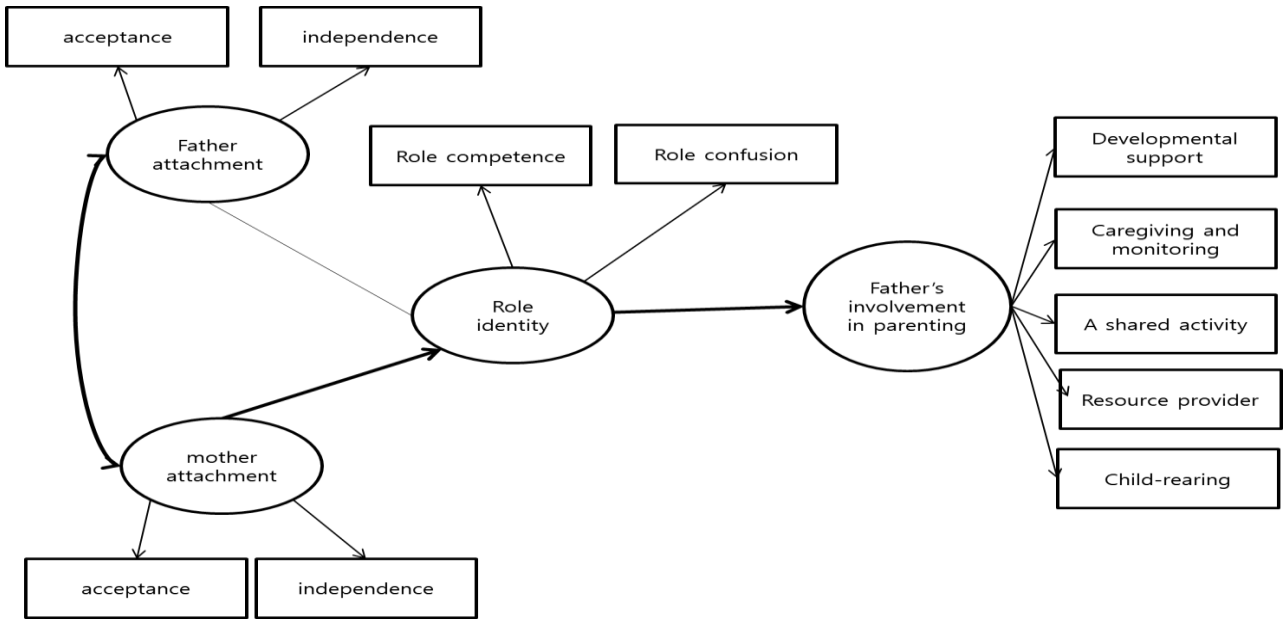 acceptance
independence
Father
attachment
Role competence
Role confusion
Developmental
support
Caregiving and
monitoring
Role
identity
Father's
involvement
in parenting
A shared activity
Resource provider
mother
attachment
Child-rearing
acceptance
independence